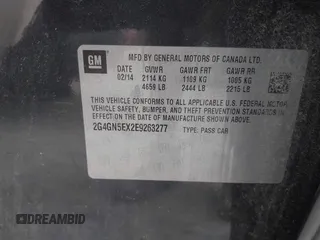 GM
MFD BY GENERAL MOTORS OF CANADA LTD.
DATE GVWR GAWR FRT GAWR RR
02/14 2114 KG 1109 KG 1005 KG
4658 LB 2444 LB 2215 LB
THIS VEHICLE CONFORMS TO ALL APPLICABLE U.S. FEDERAL MOTOR
VEHICLE SAFETY, BUMPER, AND THEFT PREVENTION STANDARDS
IN EFFECT ON THE DATE OF MANUFACTURE SHOWN ABOVE.
2G4GN5EX2E9263277 TYPE: PASS CAR
DREAMBID